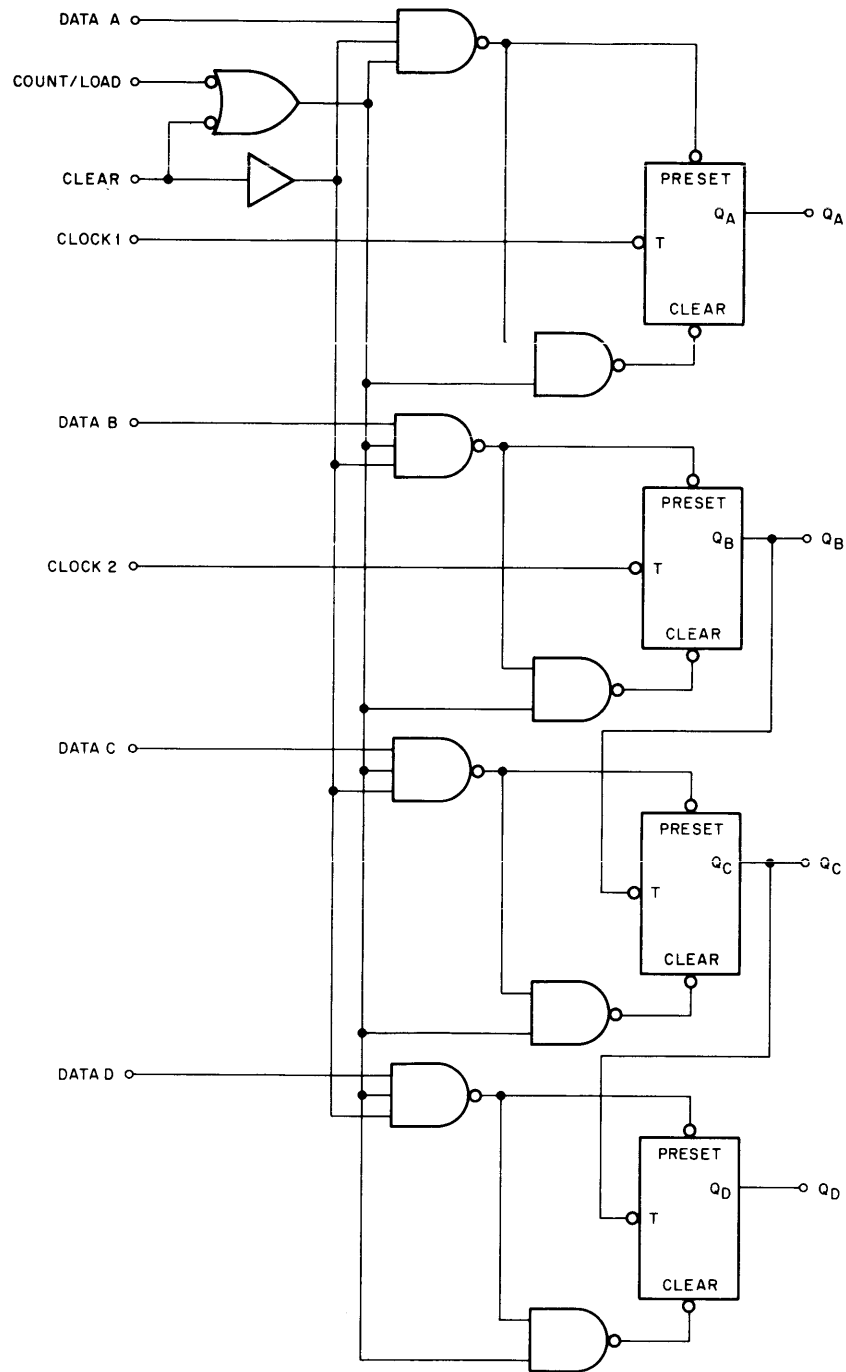 DATA A
COUNT/LOAD
CLEAR
PRESET
QA
QA
CLOCK 1
T
CLEAR
DATA B
PRESET
QB
QB
CLOCK 2
T
CLEAR
DATA C
PRESET
QC
QC
T
CLEAR
DATA D
PRESET
QD
QD
T
CLEAR